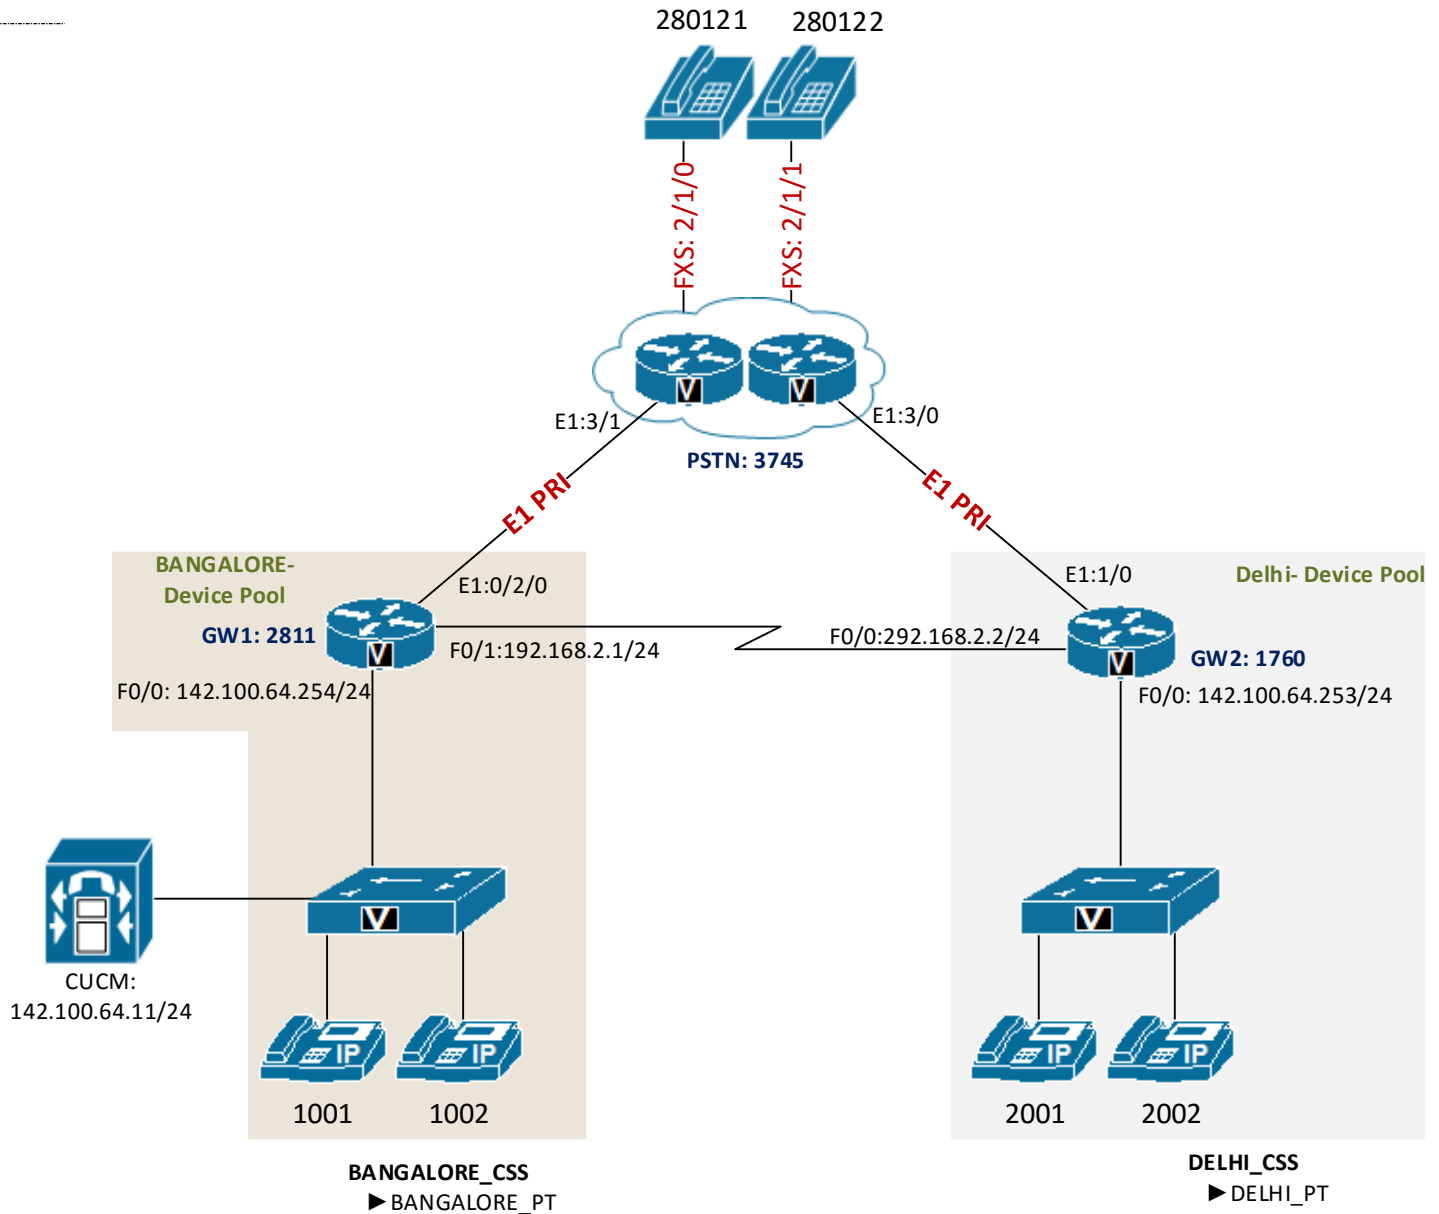 280121
280122
FXS: 2/1/0
FXS: 2/1/1
V
V
E1:3/1
E1:3/0
PSTN: 3745
E1 PRI
E1 PRI
BANGALORE-
Device Pool
E1:0/2/0
GW1: 2811
V
F0/1:192.168.2.1/24
F0/0: 142.100.64.254/24
E1:1/0
Delhi- Device Pool
F0/0:292.168.2.2/24
V
GW2: 1760
F0/0: 142.100.64.253/24
V
V
CUCM:
142.100.64.11/24
IP
IP
IP
IP
1001
1002
2001
2002
BANGALORE_CSS
►BANGALORE_PT
DELHI_CSS
►DELHI_PT